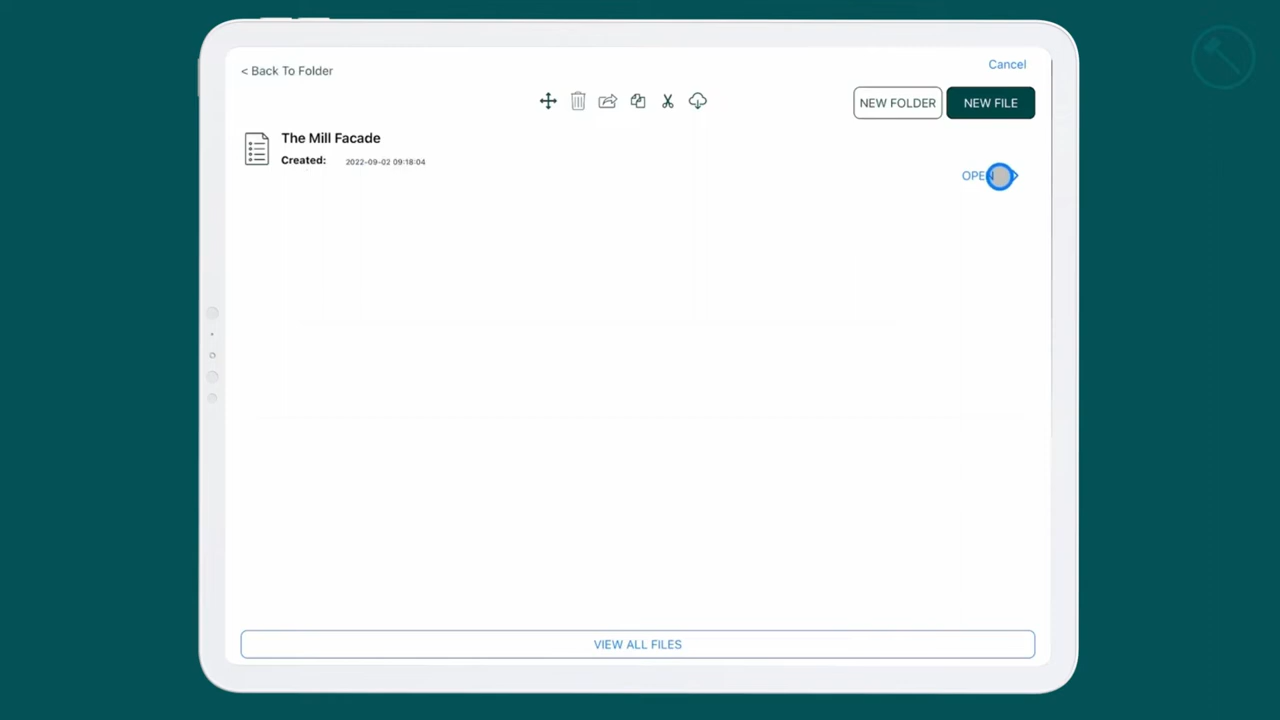 < Back To Folder
Cancel
NEW FOLDER
NEW FILE
The Mill Facade
Created: 2022-09-02 09:18:04
OPEN
VIEW ALL FILES